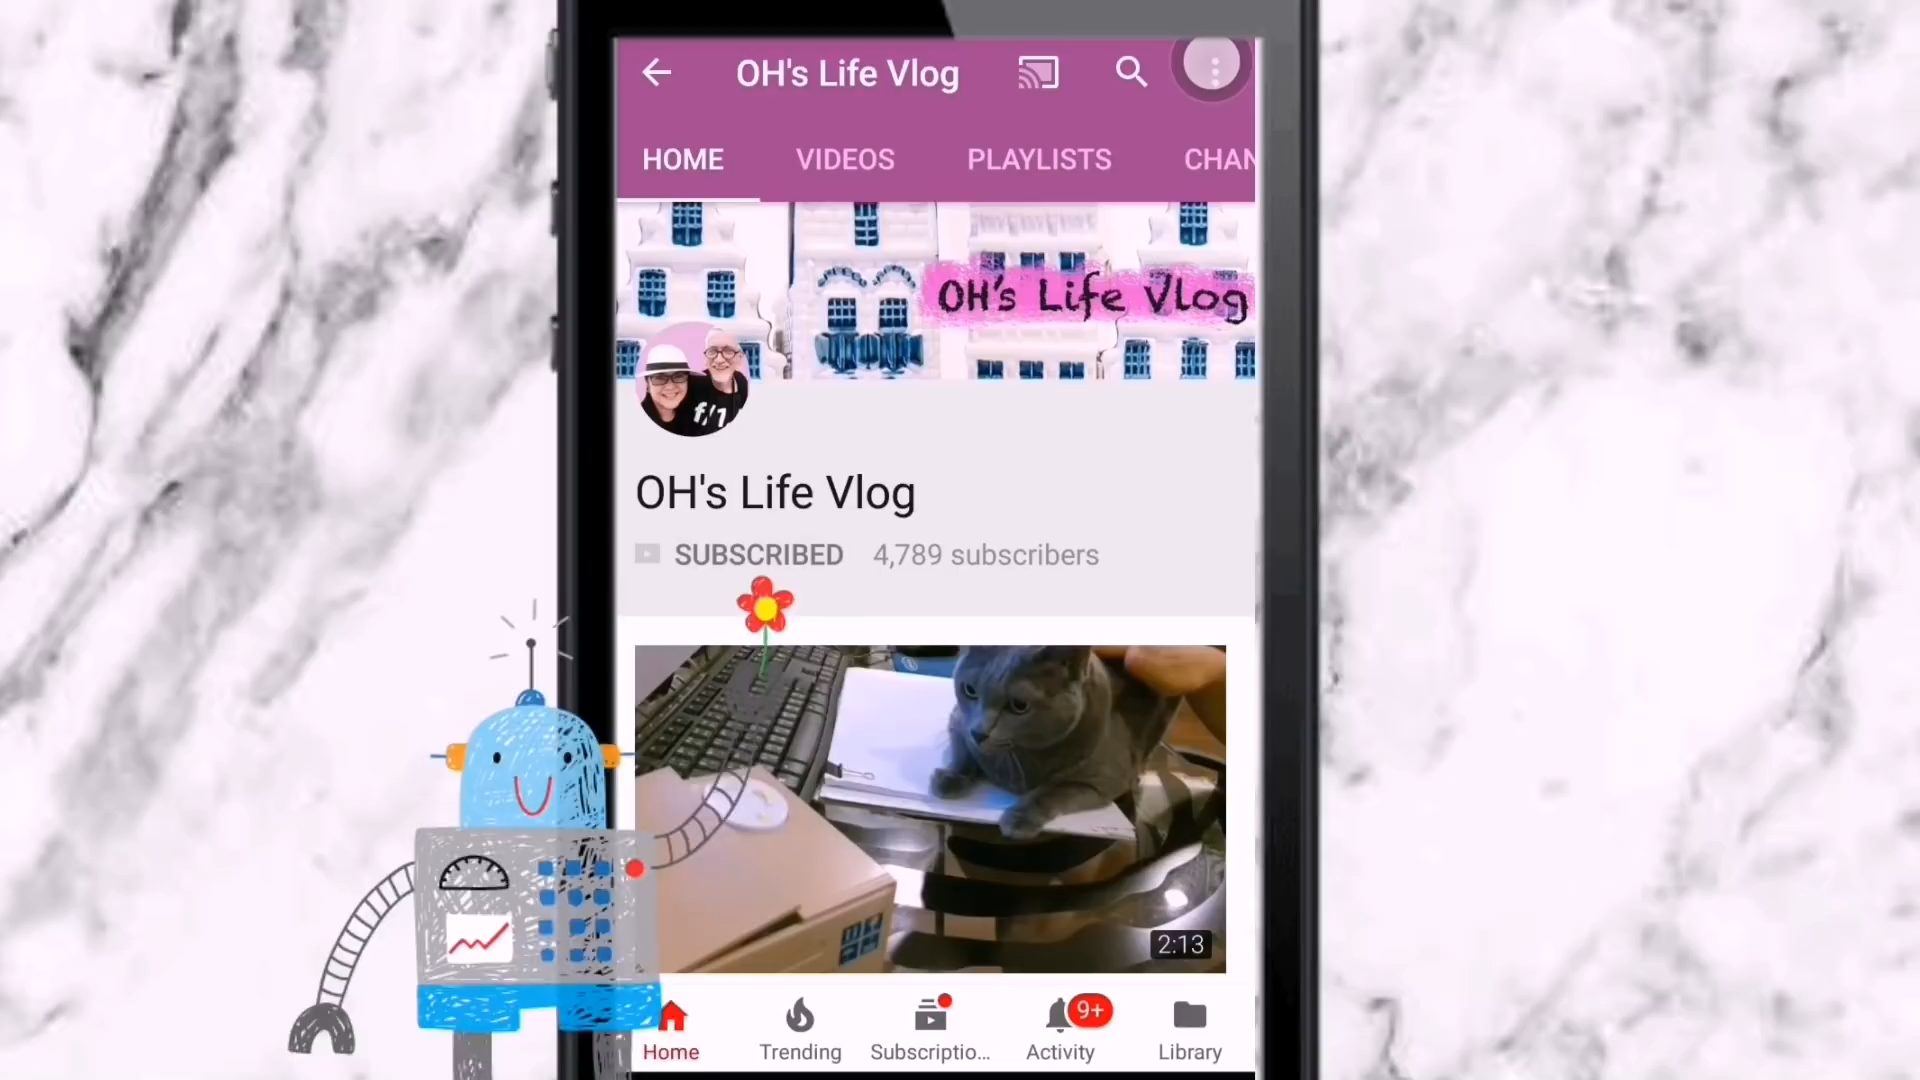 OH's Life Vlog
HOME VIDEOS PLAYLISTS CHAN
OH's Life Vlog
f/1
OH's Life Vlog
SUBSCRIBED 4,789 subscribers
2:13
9+
Home Trending Subscriptio... Activity Library